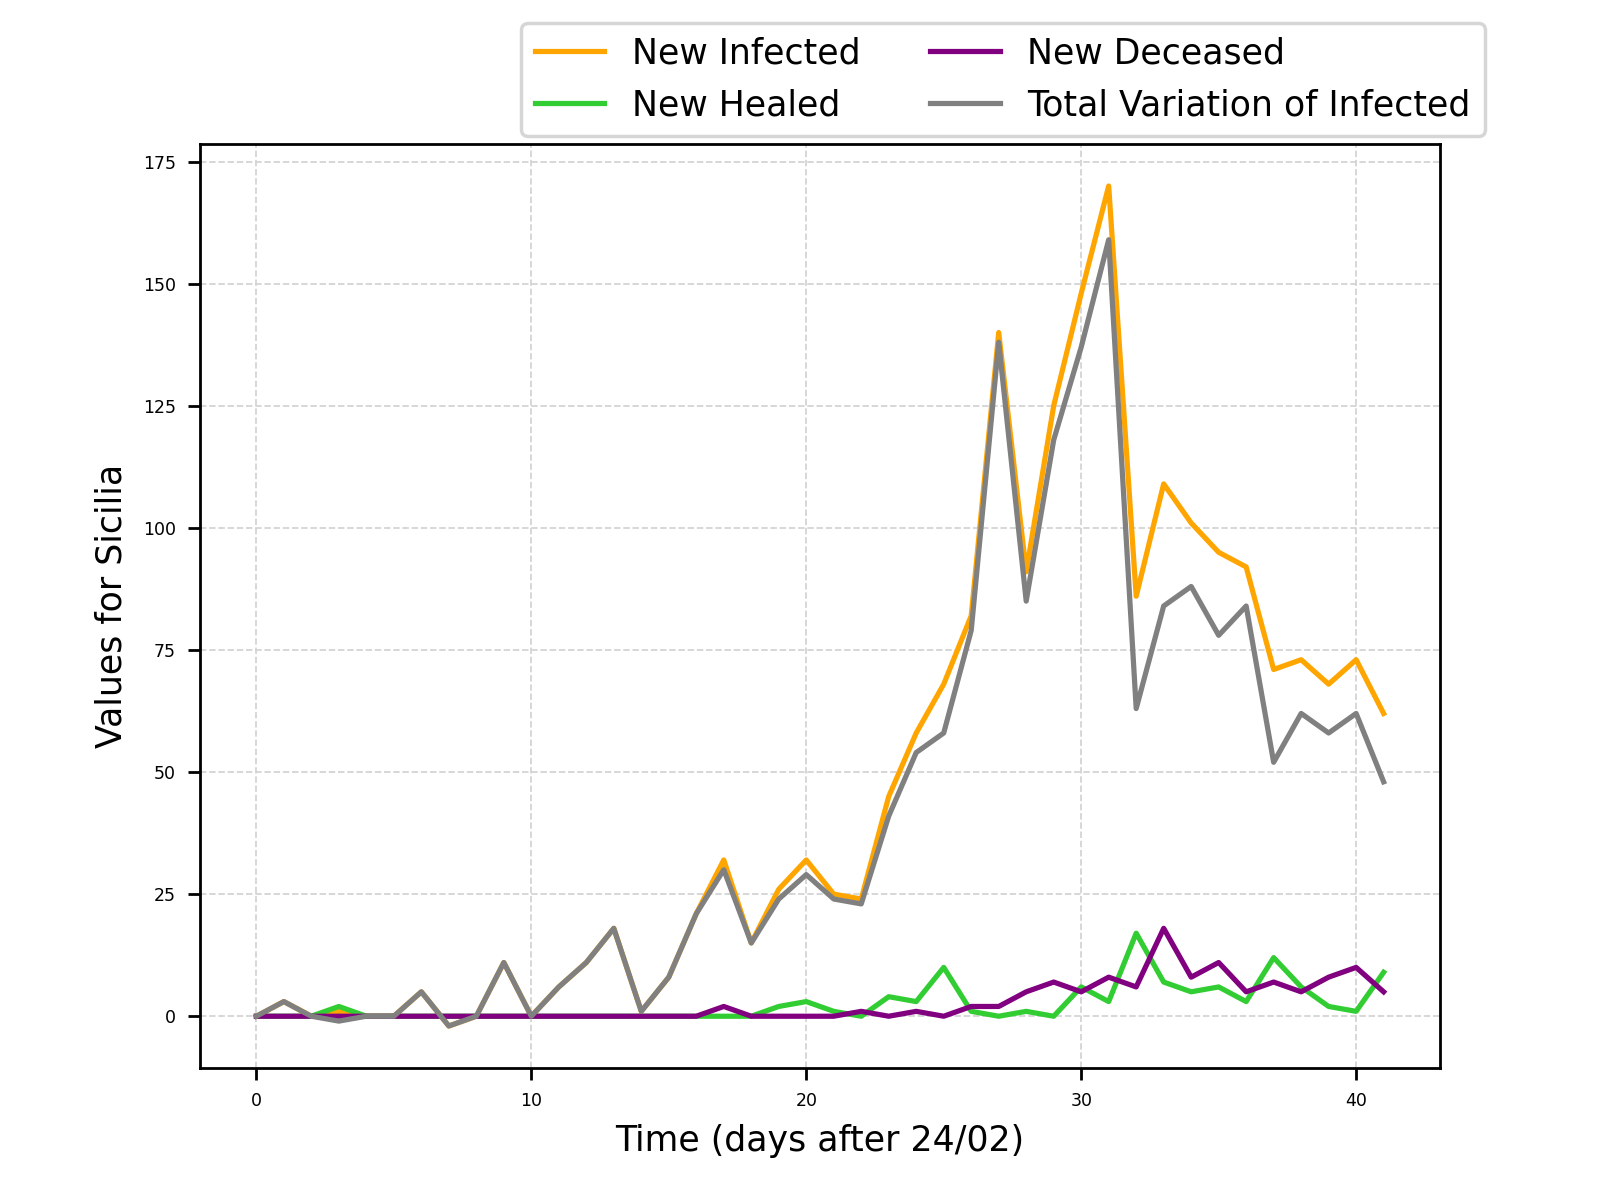 New Infected
New Healed
New Deceased
Total Variation of Infected
175
150
125
100
75
50
25
0
Values for Sicilia
0 10 20 30 40
Time (days after 24/02)